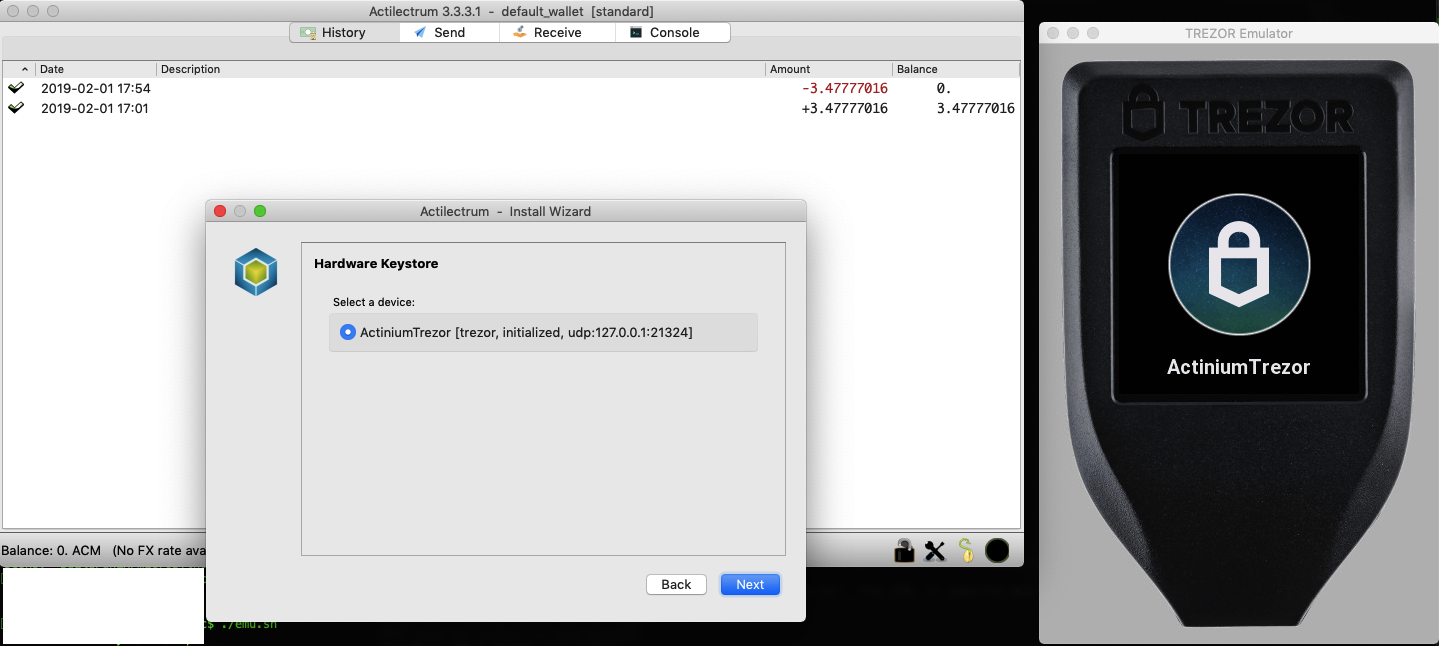 Actilectrum 3.3.3.1 - default_wallet [standard]
History Send Receive Console
Date Description Amount Balance
2019-02-01 17:54 -3.47777016 0.
2019-02-01 17:01 +3.47777016 3.47777016
Actilectrum - Install Wizard
Hardware Keystore
Select a device:
ActiniumTrezor [trezor, initialized, udp:127.0.0.1:21324]
Back Next
Balance: 0. ACM (No FX rate ava
$ ./emu.sh
TREZOR Emulator
TREZOR
ActiniumTrezor